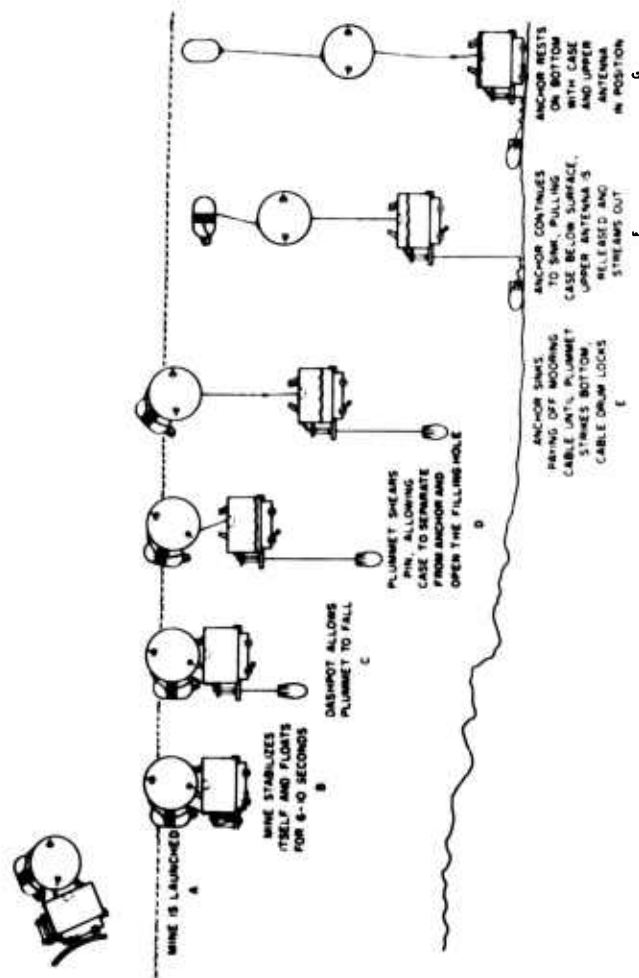 MINE IS LAUNCHED
A
MINE STABILIZES
ITSELF AND FLOATS
FOR 6-10 SECONDS
B
DASHPOT ALLOWS
PLUMMET TO FALL
C
PLUMMET SHEARS
PIN, ALLOWING
CASE TO SEPARATE
FROM ANCHOR AND
OPEN THE FILLING HOLE
D
ANCHOR SINKS
PAYING OFF MOORING
CABLE UNTIL PLUMMET
STRIKES BOTTOM,
CABLE DRUM LOCKS
E
ANCHOR CONTINUES
TO SINK, PULLING
CASE BELOW SURFACE,
UPPER ANTENNA IS
RELEASED AND
STREAMS OUT
F
ANCHOR RESTS
ON BOTTOM
WITH CASE
AND UPPER
ANTENNA
IN POSITION
G